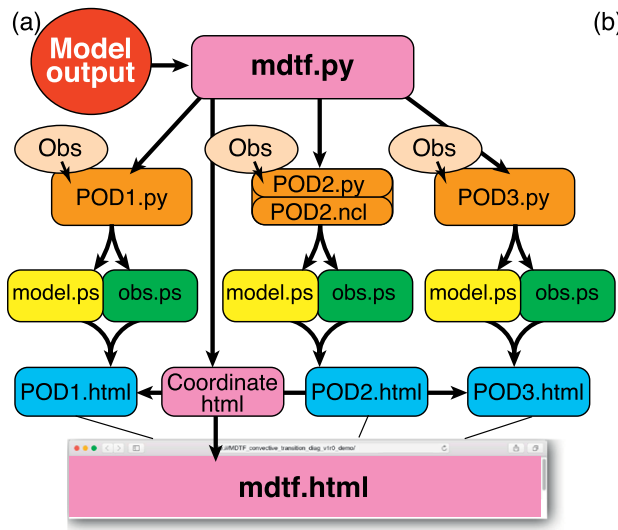 (a)
(b)
Model
output
mdtf.py
Obs
Obs
Obs
POD1.py
POD2.py
POD2.ncl
POD3.py
model.ps
obs.ps
model.ps
obs.ps
model.ps
obs.ps
POD1.html
Coordinate
html
POD2.html
POD3.html
/MDTF_convective_transition_diag_v1r0_demo/
mdtf.html